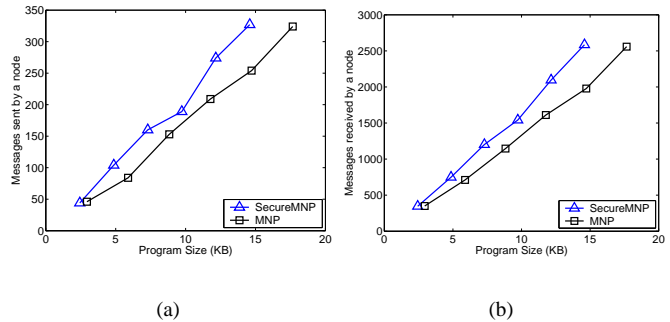 350
300
250
200
150
100
50
0
Messages sent by a node
0 5 10 15 20
Program Size (KB)
SecureMNP
MNP
(a)
3000
2500
2000
1500
1000
500
0
Messages received by a node
0 5 10 15 20
Program Size (KB)
SecureMNP
MNP
(b)